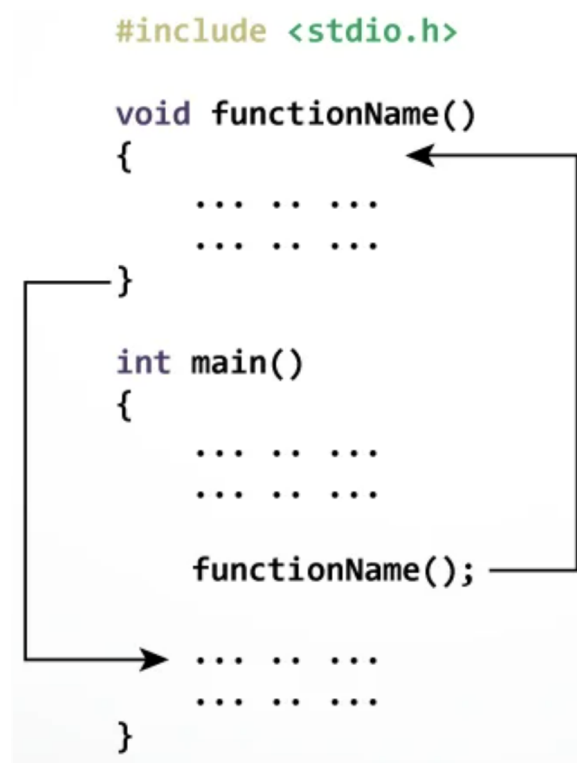 #include <stdio.h>
void functionName()
{
... .. ...
... .. ...
}
int main()
{
... .. ...
... .. ...
functionName();
... .. ...
... .. ...
}